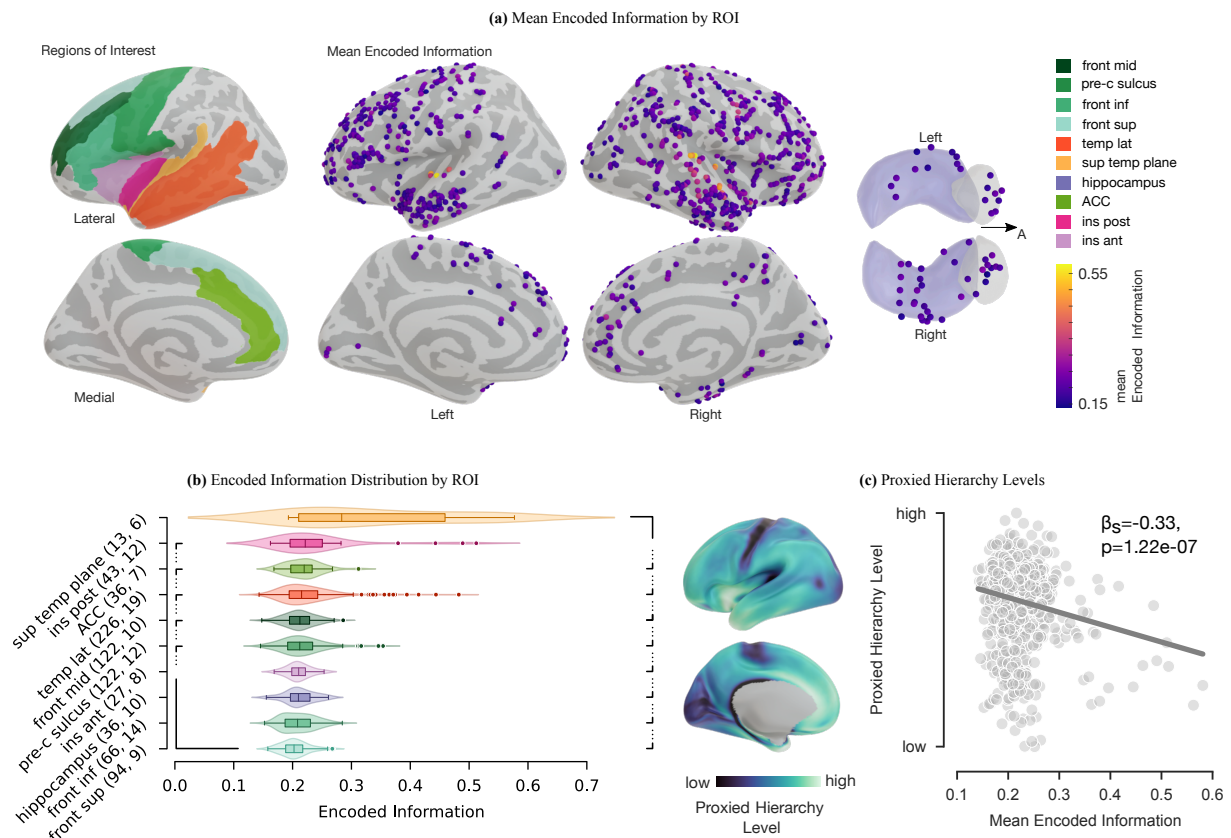 (a) Mean Encoded Information by ROI
Regions of Interest
Mean Encoded Information
Lateral
Medial
Left
Right
Left
A
Right
front mid
pre-c sulcus
front inf
front sup
temp lat
sup temp plane
hippocampus
ACC
ins post
ins ant
0.55
0.15
mean
Encoded Information
(b) Encoded Information Distribution by ROI
sup temp plane (13, 6)
ins post (43, 12)
ACC (36, 7)
temp lat (226, 19)
front mid (122, 10)
pre-c sulcus (122, 12)
ins ant (27, 8)
hippocampus (36, 10)
front inf (66, 14)
front sup (94, 9)
0.0 0.1 0.2 0.3 0.4 0.5 0.6 0.7
Encoded Information
low high
Proxied Hierarchy
Level
(c) Proxied Hierarchy Levels
high
low
Proxied Hierarchy Level
βs=-0.33,
p=1.22e-07
0.1 0.2 0.3 0.4 0.5 0.6
Mean Encoded Information